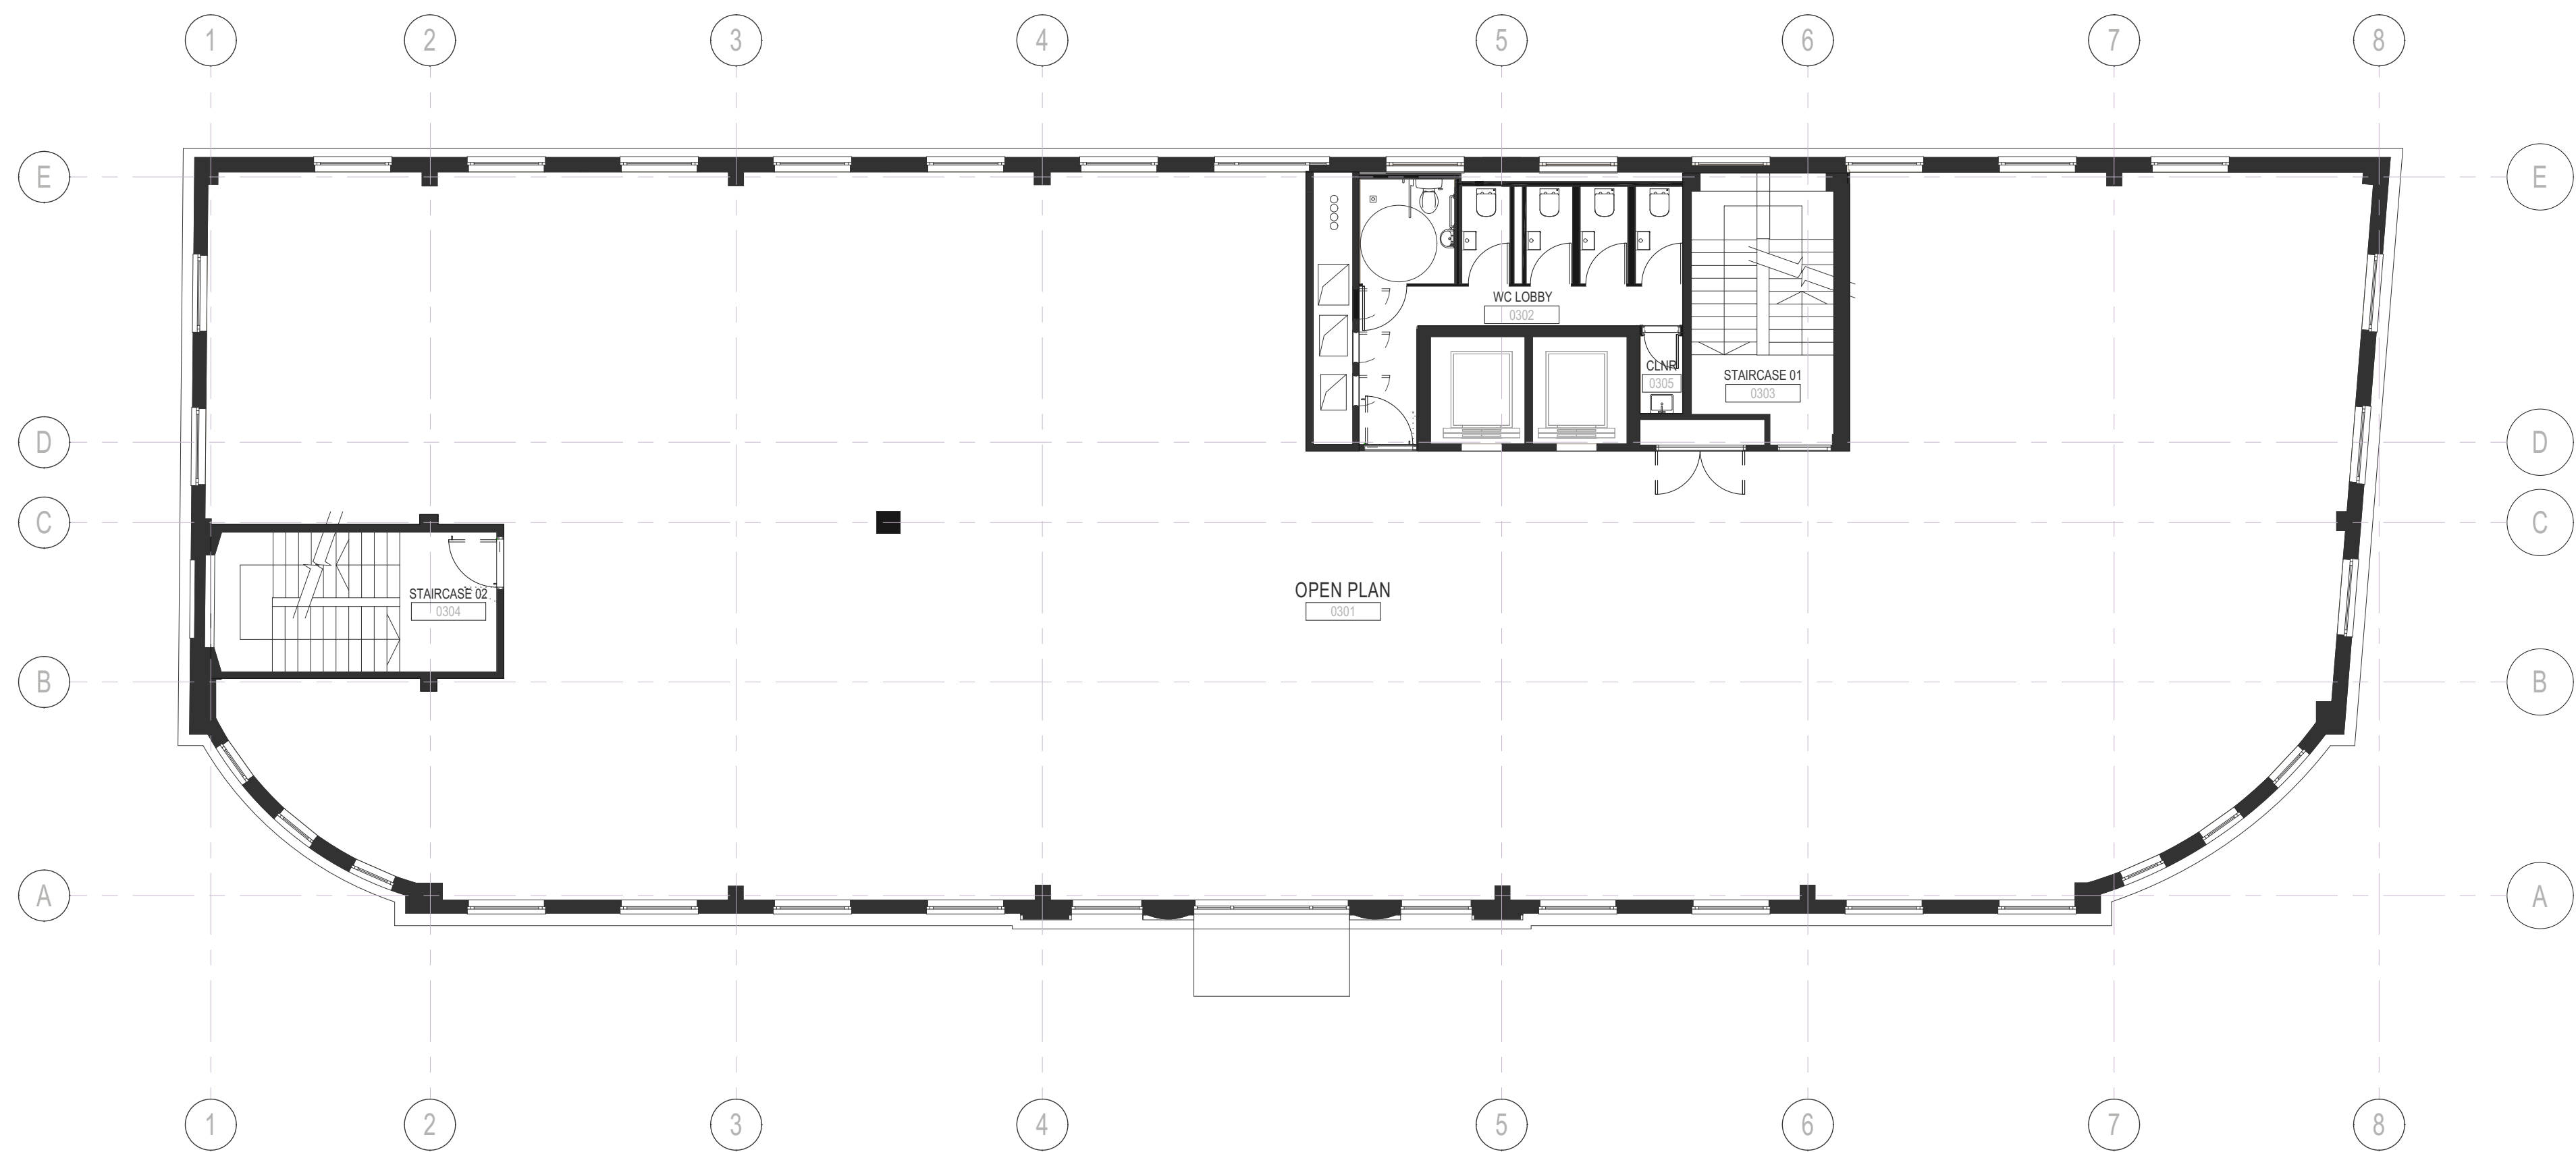 1 2 3 4 5 6 7 8
E E
WC LOBBY
0302
CLNR
0305
STAIRCASE 01
0303
D D
C C
STAIRCASE 02
0304
OPEN PLAN
0301
B B
A A
1 2 3 4 5 6 7 8